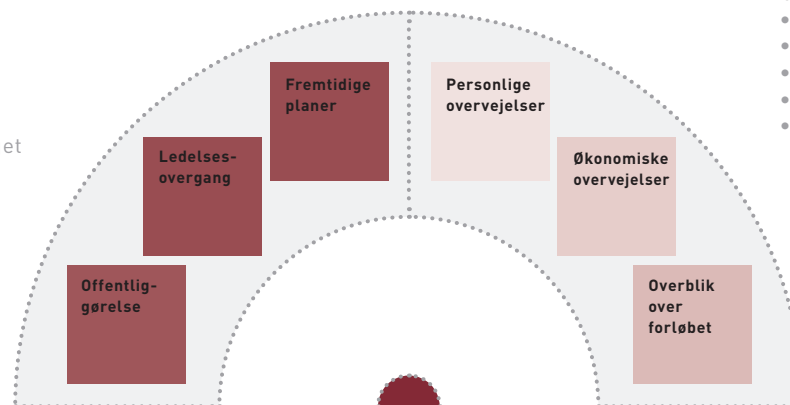 Fremtidige
planer
Personlige
overvejelser
et
Ledelses-
overgang
Økonomiske
overvejelser
Offentlig-
gørelse
Overblik
over
forløbet